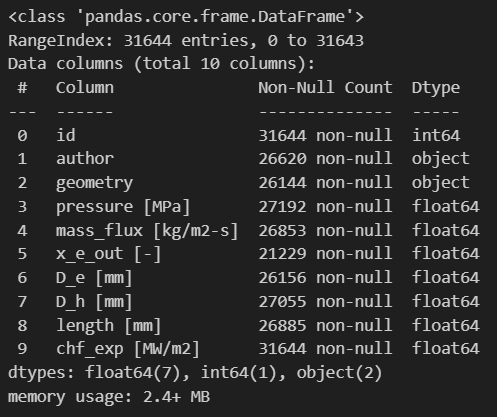 <class 'pandas.core.frame.DataFrame'>
RangeIndex: 31644 entries, 0 to 31643
Data columns (total 10 columns):
 #   Column             Non-Null Count  Dtype
---  ------             --------------  -----
 0   id                 31644 non-null  int64
 1   author             26620 non-null  object
 2   geometry           26144 non-null  object
 3   pressure [MPa]     27192 non-null  float64
 4   mass_flux [kg/m2-s]  26853 non-null  float64
 5   x_e_out [-]        21229 non-null  float64
 6   D_e [mm]           26156 non-null  float64
 7   D_h [mm]           27055 non-null  float64
 8   length [mm]        26885 non-null  float64
 9   chf_exp [MW/m2]    31644 non-null  float64
dtypes: float64(7), int64(1), object(2)
memory usage: 2.4+ MB